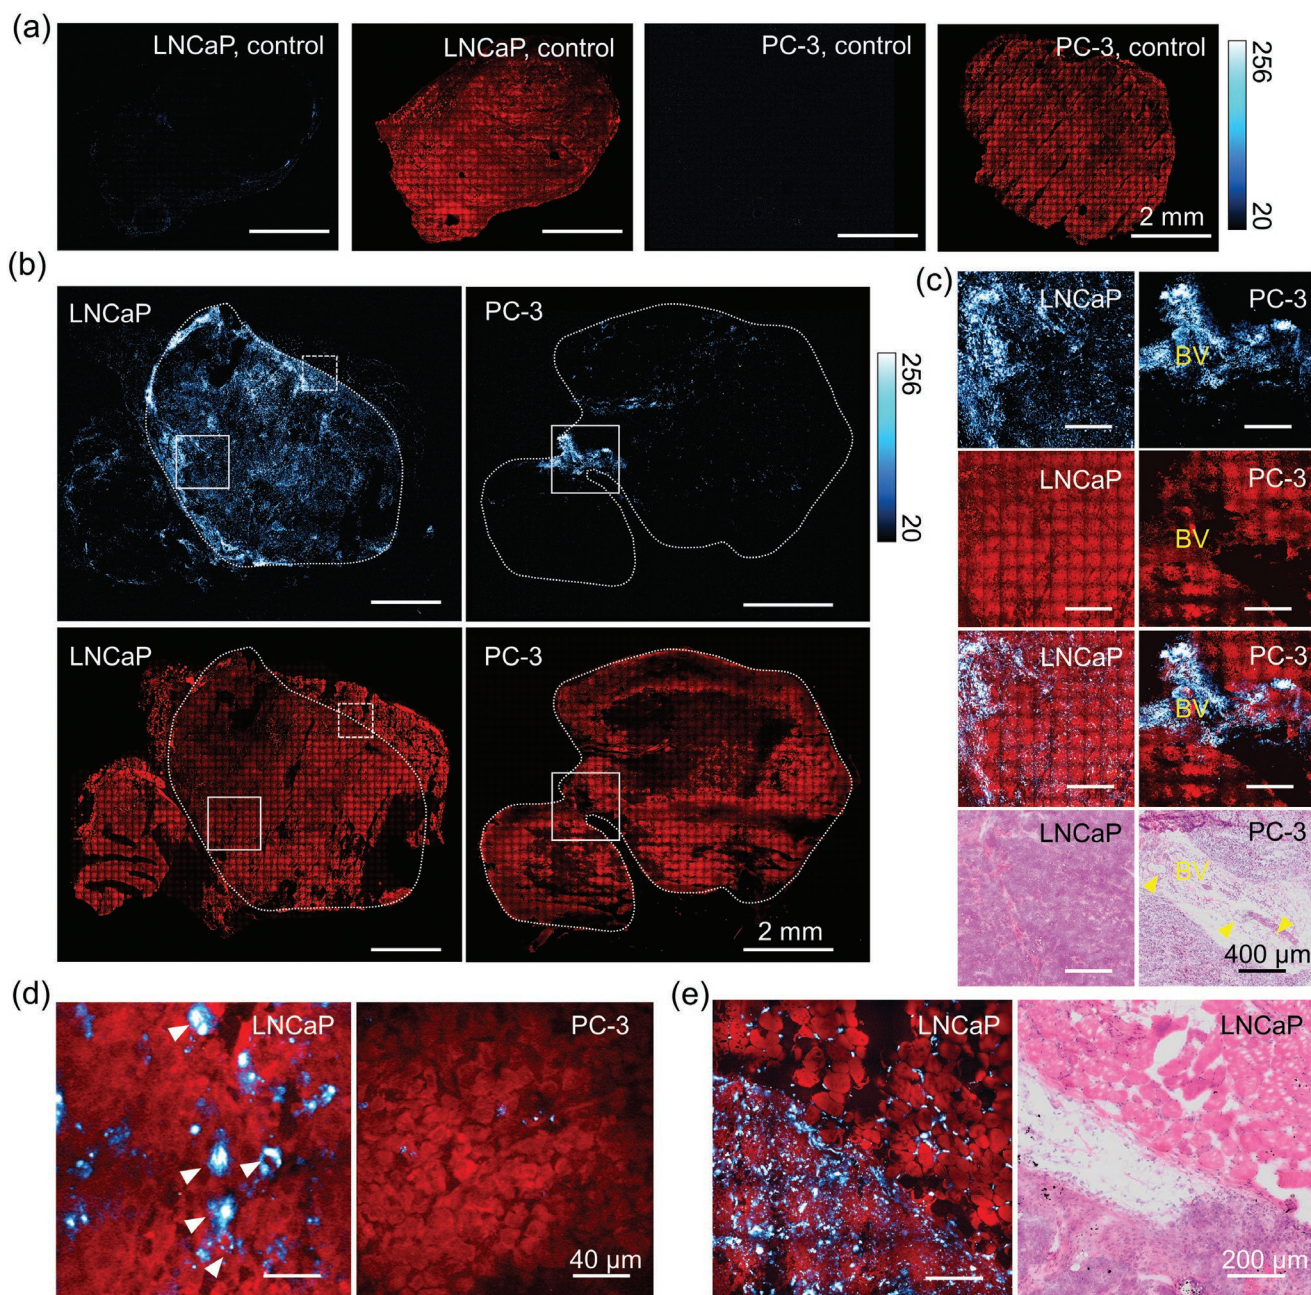 (a)
LNCaP, control
LNCaP, control
PC-3, control
PC-3, control
256
20
2 mm
(b)
LNCaP
PC-3
256
20
LNCaP
PC-3
2 mm
(c)
LNCaP
PC-3
BV
LNCaP
PC-3
BV
LNCaP
PC-3
BV
LNCaP
PC-3
BV
400 µm
(d)
LNCaP
PC-3
40 µm
(e)
LNCaP
LNCaP
200 µm